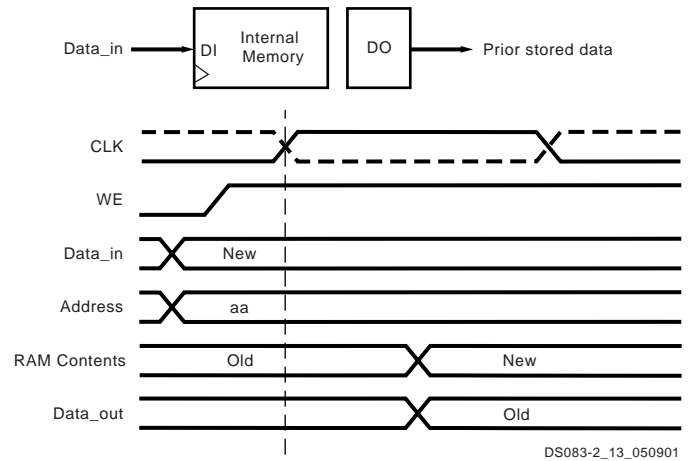 Data_in
DI
Internal
Memory
DO
Prior stored data
CLK
WE
Data_in
New
Address
aa
RAM Contents
Old
New
Data_out
Old
DS083-2_13_050901